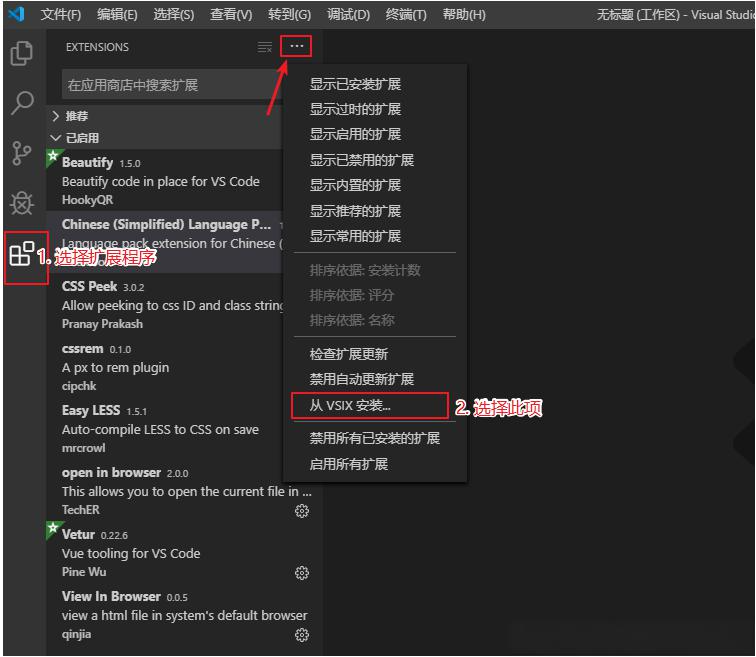 文件(F) 编辑(E) 选择(S) 查看(V) 转到(G) 调试(D) 终端(T) 帮助(H) 无标题 (工作区) - Visual Studio
EXTENSIONS
在应用商店中搜索扩展
推荐
已启用
Beautify 1.5.0
Beautify code in place for VS Code
HookyQR
Chinese (Simplified) Language P...
Language pack extension for Chinese (
1. 选择扩展程序
CSS Peek 3.0.2
Allow peeking to css ID and class string
Pranay Prakash
cssrem 0.1.0
A px to rem plugin
cipchk
Easy LESS 1.5.1
Auto-compile LESS to CSS on save
mrcrowl
open in browser 2.0.0
This allows you to open the current file in ...
TechER
Vetur 0.22.6
Vue tooling for VS Code
Pine Wu
View In Browser 0.0.5
view a html file in system's default browser
qinjia
显示已安装扩展
显示过时的扩展
显示启用的扩展
显示已禁用的扩展
显示内置的扩展
显示推荐的扩展
显示常用的扩展
排序依据: 安装计数
排序依据: 评分
排序依据: 名称
检查扩展更新
禁用自动更新扩展
从 VSIX 安装...
2. 选择此项
禁用所有已安装的扩展
启用所有扩展